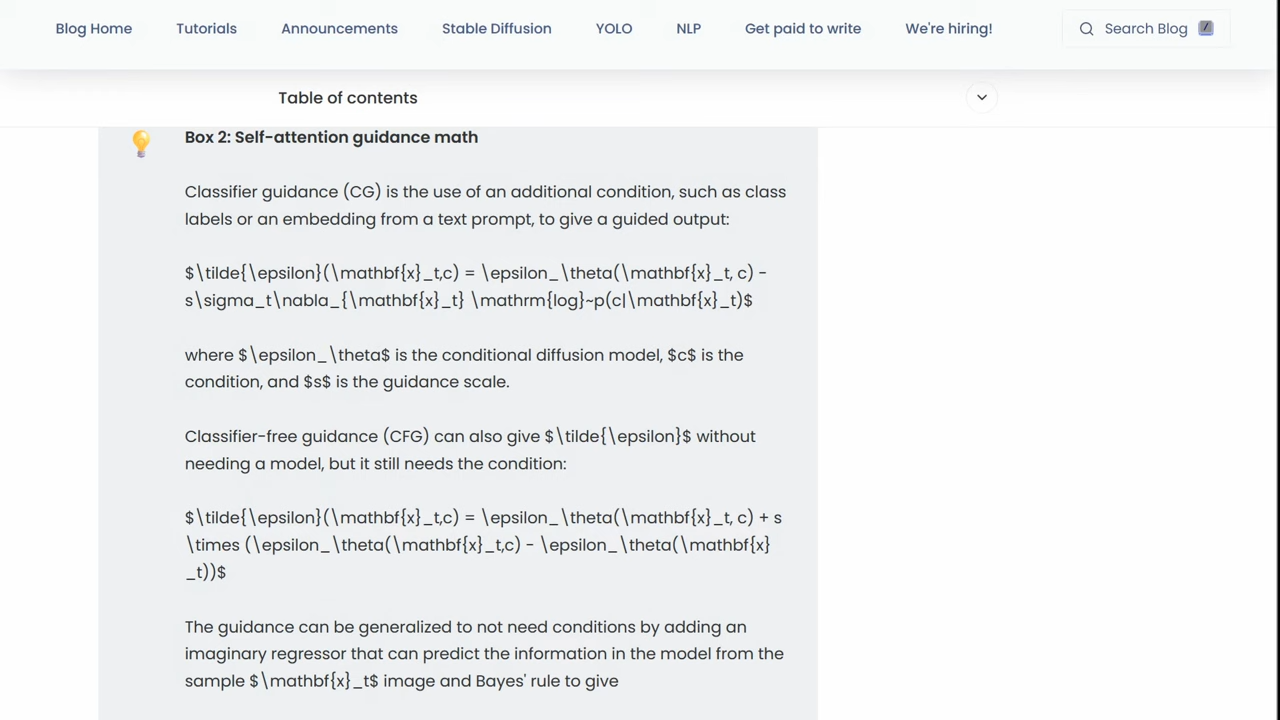 Blog Home Tutorials Announcements Stable Diffusion YOLO NLP Get paid to write We're hiring! Search Blog /
Table of contents
Box 2: Self-attention guidance math
Classifier guidance (CG) is the use of an additional condition, such as class
labels or an embedding from a text prompt, to give a guided output:
$\tilde{\epsilon}(\mathbf{x}_t,c) = \epsilon_\theta(\mathbf{x}_t, c) -
s\sigma_t\nabla_{\mathbf{x}_t} \mathrm{log}~p(c|\mathbf{x}_t)$
where $\epsilon_\theta$ is the conditional diffusion model, $c$ is the
condition, and $s$ is the guidance scale.
Classifier-free guidance (CFG) can also give $\tilde{\epsilon}$ without
needing a model, but it still needs the condition:
$\tilde{\epsilon}(\mathbf{x}_t,c) = \epsilon_\theta(\mathbf{x}_t, c) + s
\times (\epsilon_\theta(\mathbf{x}_t,c) - \epsilon_\theta(\mathbf{x}
_t))$
The guidance can be generalized to not need conditions by adding an
imaginary regressor that can predict the information in the model from the
sample $\mathbf{x}_t$ image and Bayes' rule to give